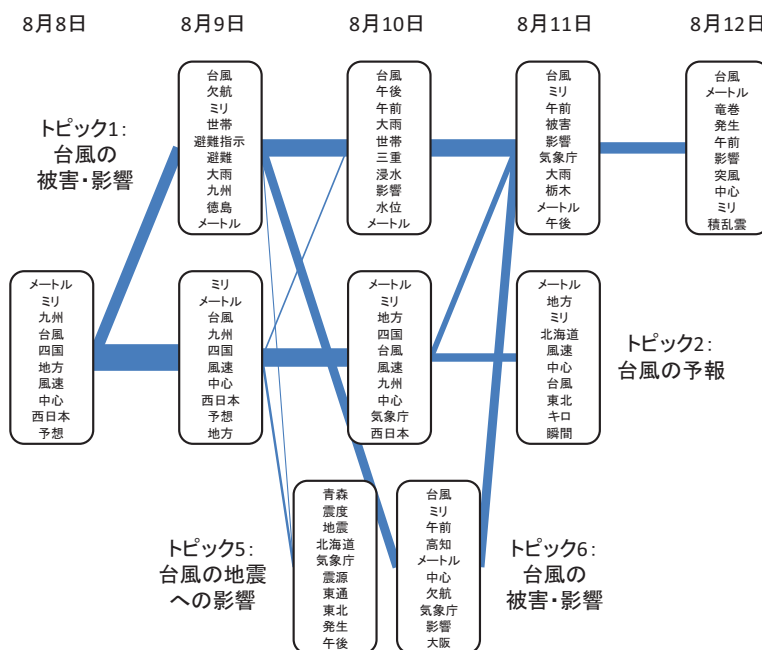 8月8日
8月9日
8月10日
8月11日
8月12日
トピック1:
台風の
被害・影響
台風
欠航
ミリ
世帯
避難指示
避難
大雨
九州
徳島
メートル
台風
午後
午前
大雨
世帯
三重
浸水
影響
水位
メートル
台風
ミリ
午前
被害
影響
気象庁
大雨
栃木
メートル
午後
台風
メートル
竜巻
発生
午前
影響
突風
中心
ミリ
積乱雲
メートル
ミリ
九州
台風
四国
地方
風速
中心
西日本
予想
ミリ
メートル
台風
九州
四国
風速
中心
西日本
予想
地方
メートル
ミリ
地方
四国
台風
風速
九州
中心
気象庁
西日本
メートル
地方
ミリ
北海道
風速
中心
台風
東北
キロ
瞬間
トピック2:
台風の予報
トピック5:
台風の地震
への影響
青森
震度
地震
北海道
気象庁
震源
東通
東北
発生
午後
台風
ミリ
午前
高知
メートル
中心
欠航
気象庁
影響
大阪
トピック6:
台風の
被害・影響